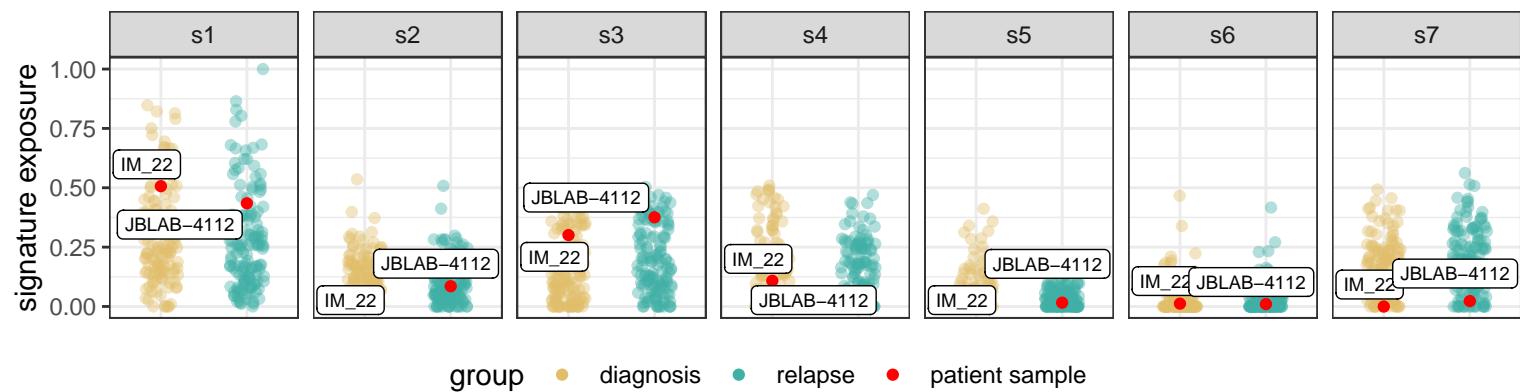 s1 s2 s3 s4 s5 s6 s7
signature exposure
1.00
0.75
0.50
0.25
0.00
IM_22
JBLAB−4112
IM_22
JBLAB−4112
JBLAB−4112
IM_22
IM_22
JBLAB−4112
JBLAB−4112
IM_22
IM_22
JBLAB−4112
IM_22
JBLAB−4112
group diagnosis relapse patient sample